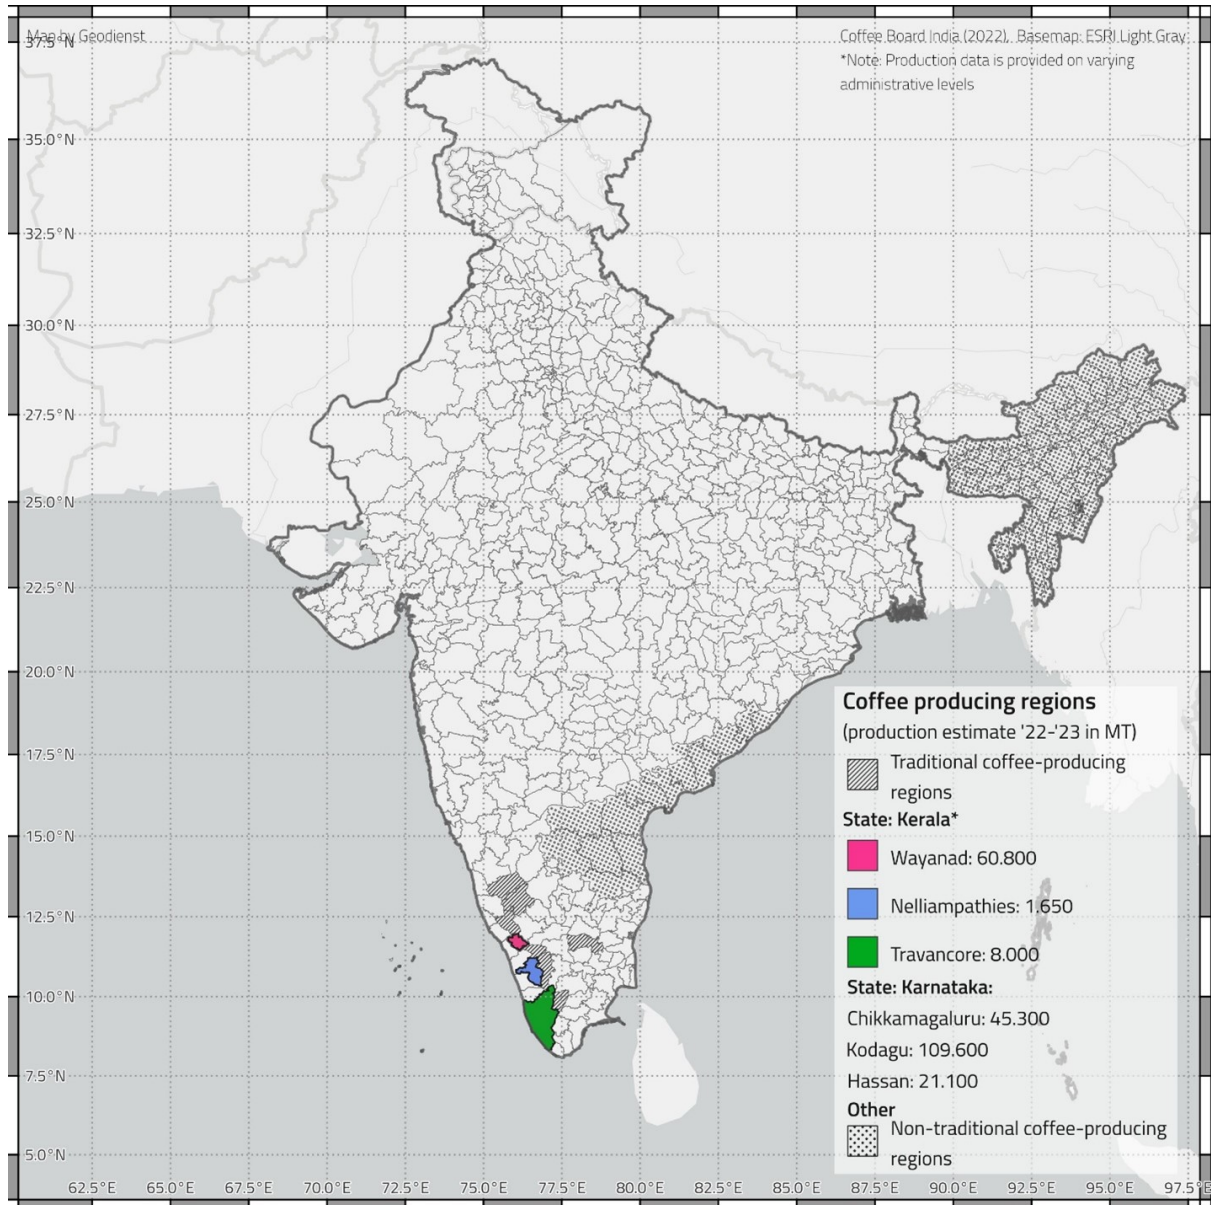 Map by Geodienst
Coffee Board India (2022), Basemap: ESRI Light Gray
*Note: Production data is provided on varying
administrative levels
37.5°N
35.0°N
32.5°N
30.0°N
27.5°N
25.0°N
22.5°N
20.0°N
17.5°N
15.0°N
12.5°N
10.0°N
7.5°N
5.0°N
Coffee producing regions
(production estimate '22-'23 in MT)
Traditional coffee-producing
regions
State: Kerala*
Wayanad: 60.800
Nelliampathies: 1.650
Travancore: 8.000
State: Karnataka:
Chikkamagaluru: 45.300
Kodagu: 109.600
Hassan: 21.100
Other
Non-traditional coffee-producing
regions
62.5°E 65.0°E 67.5°E 70.0°E 72.5°E 75.0°E 77.5°E 80.0°E 82.5°E 85.0°E 87.5°E 90.0°E 92.5°E 95.0°E 97.5°E